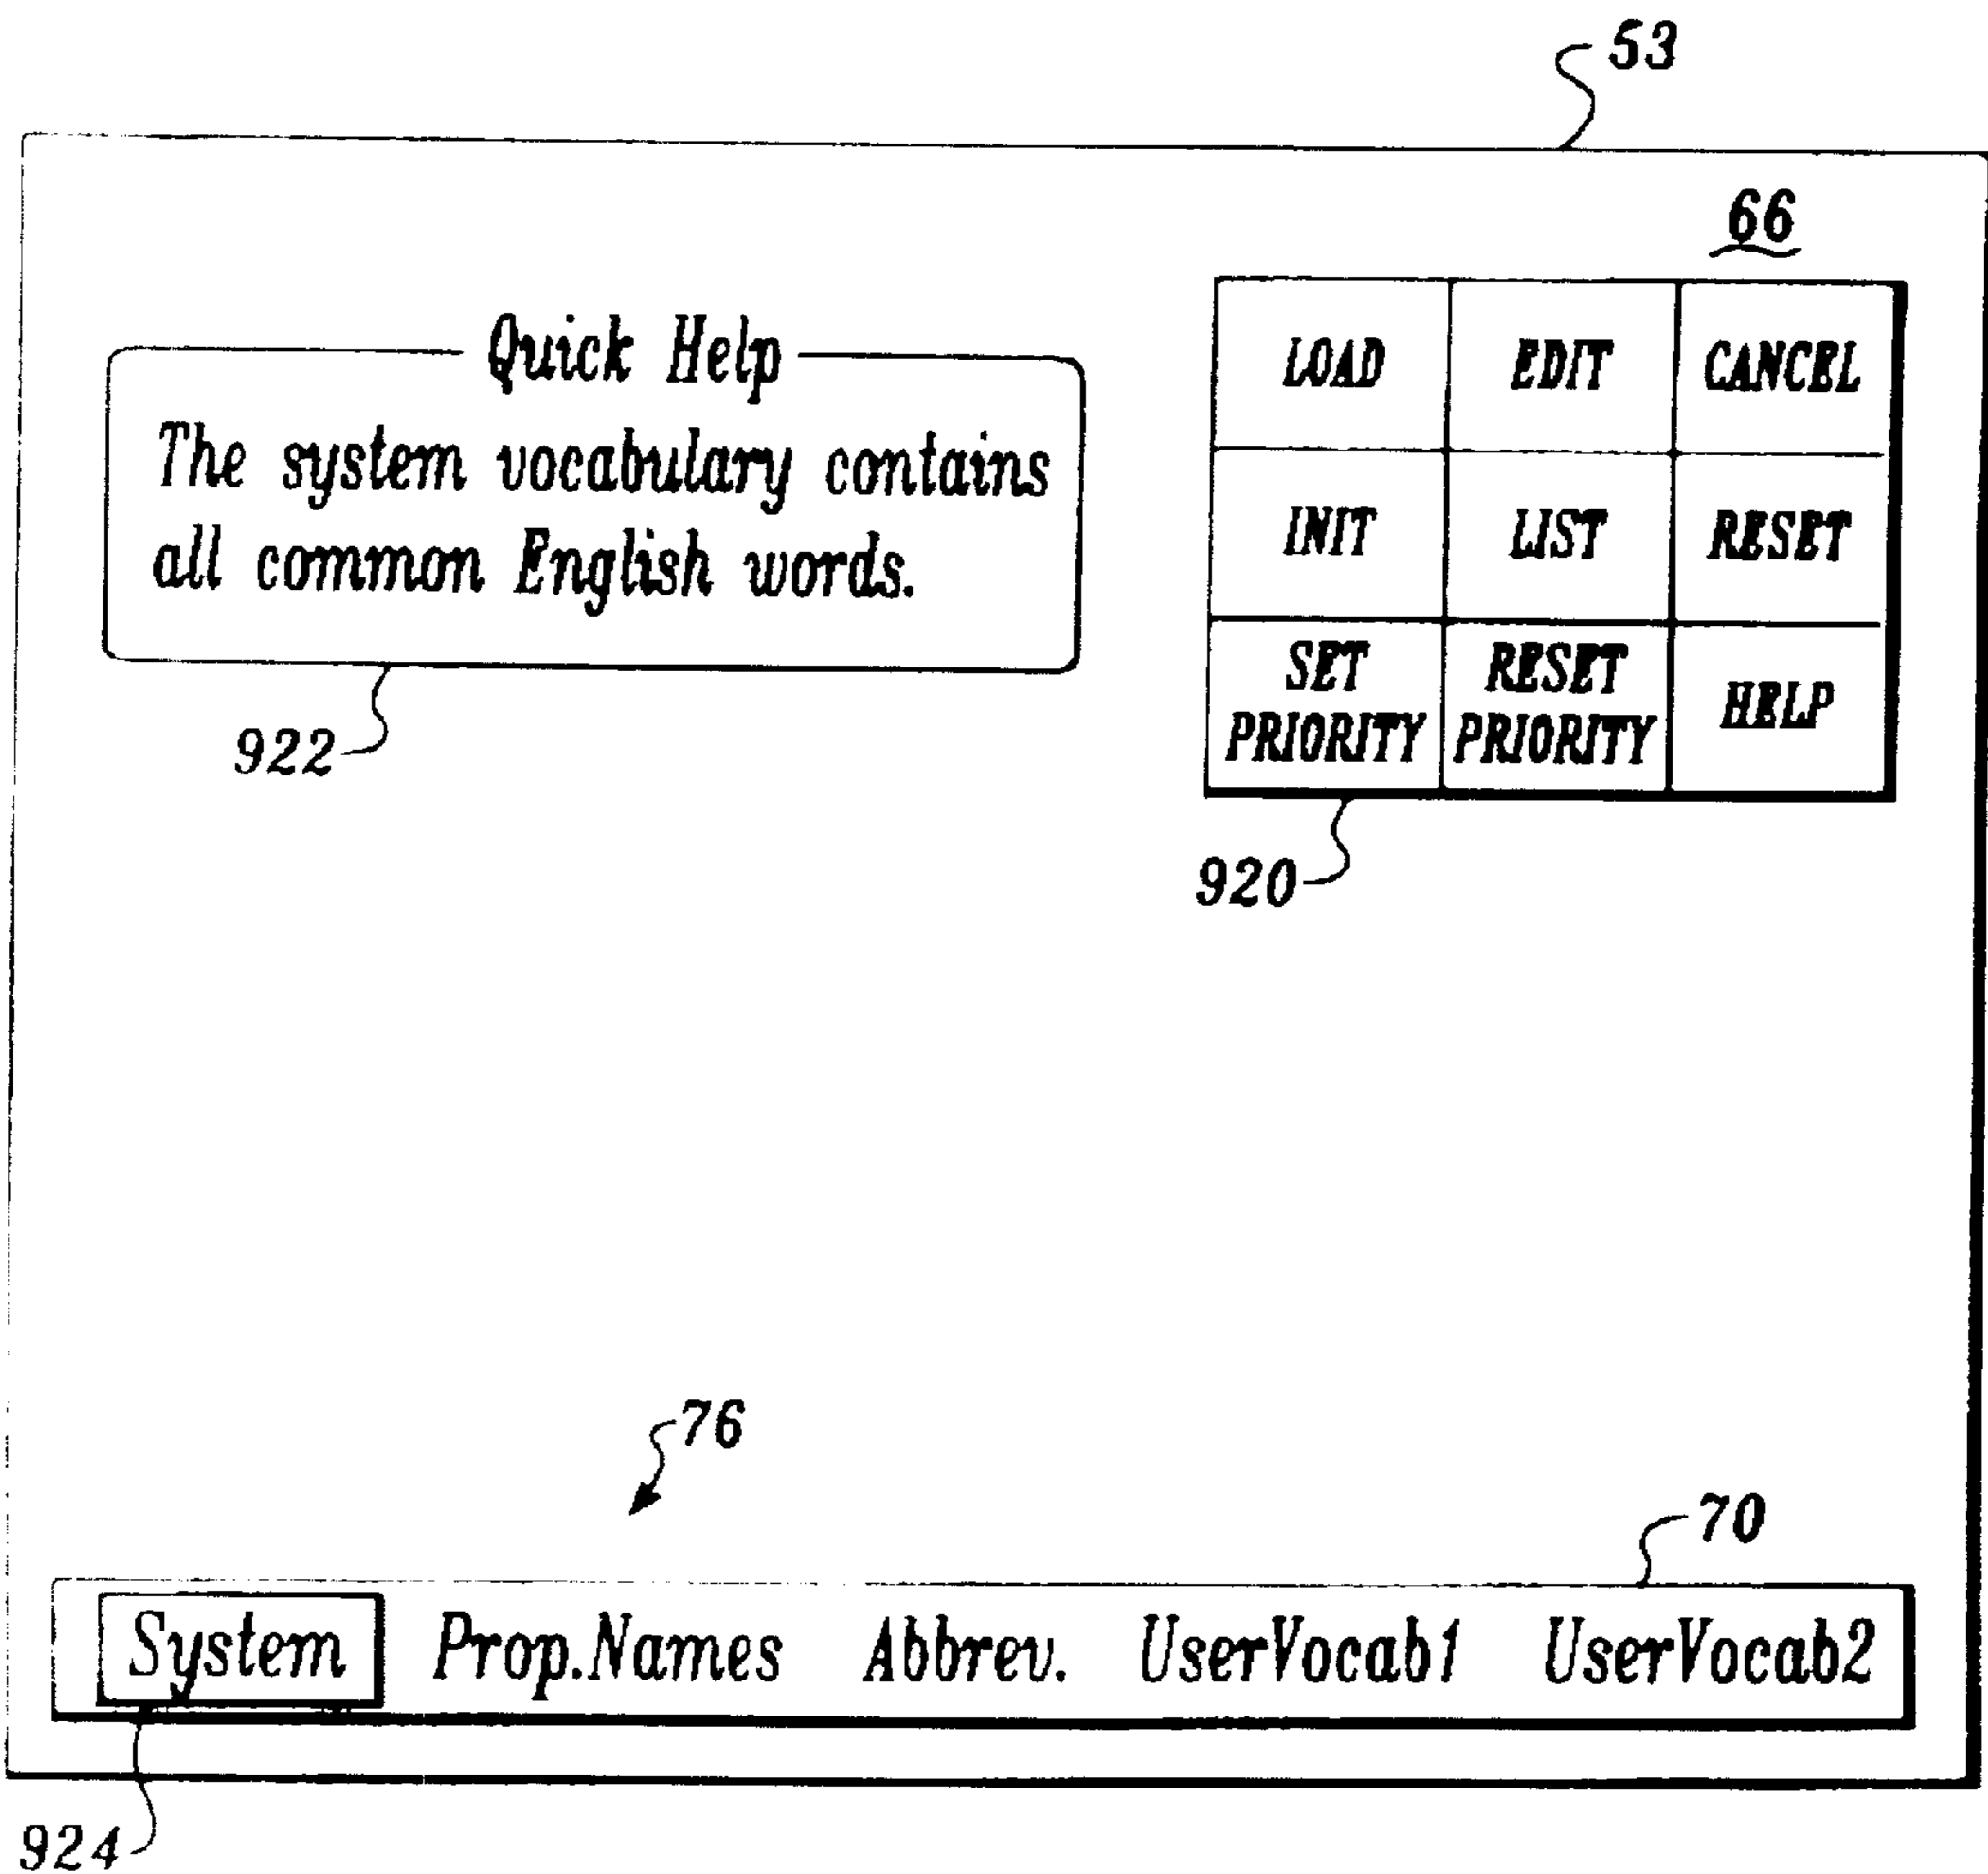 53
66
Quick Help
The system vocabulary contains
all common English words.
922
LOAD EDIT CANCEL
INIT LIST RESET
SET PRIORITY RESET PRIORITY HELP
920
76
70
System Prop.Names Abbrev. UserVocab1 UserVocab2
924